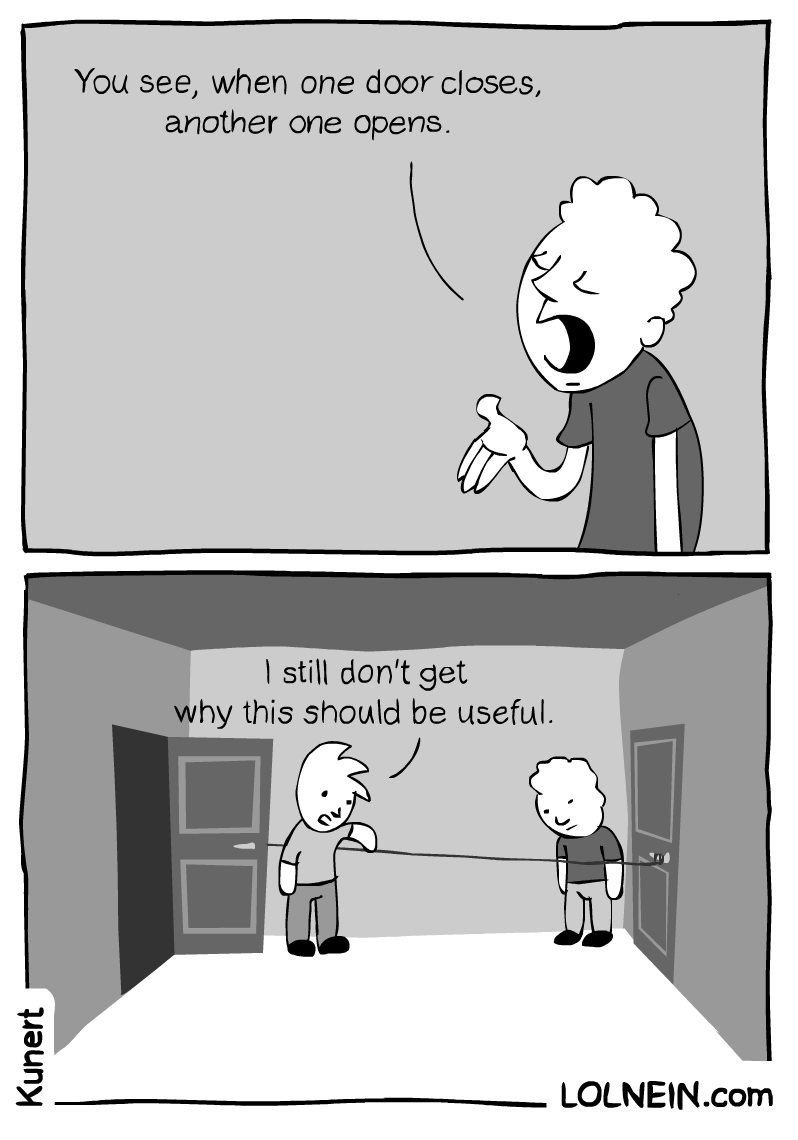 You see, when one door closes,
another one opens.
I still don't get
why this should be useful.
Kunert
LOLNEIN.com